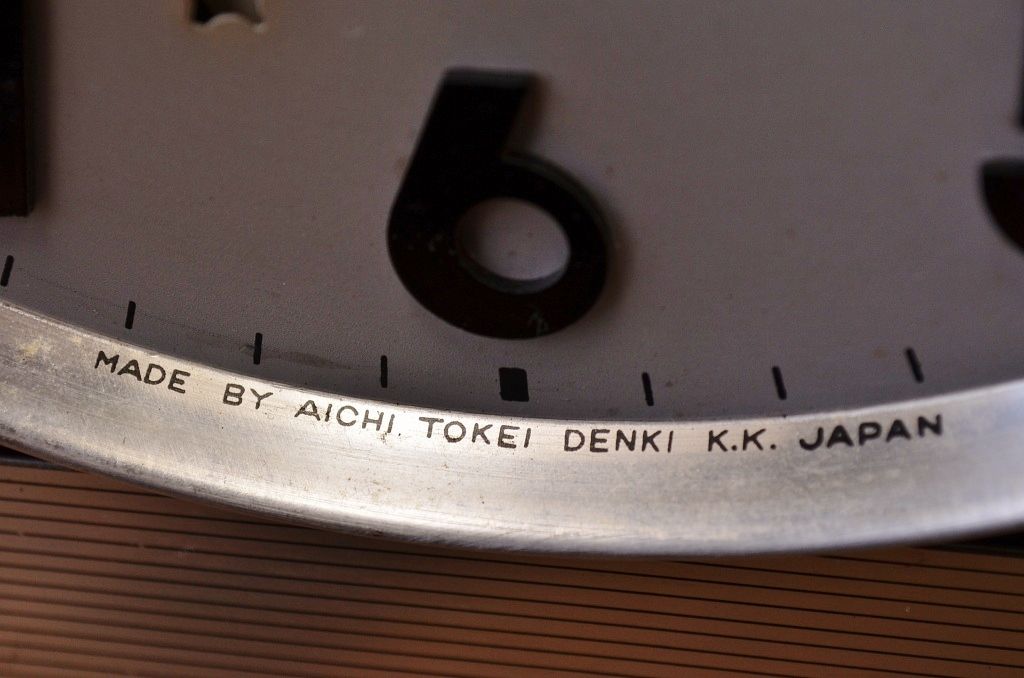 6
MADE BY AICHI TOKEI DENKI K.K. JAPAN